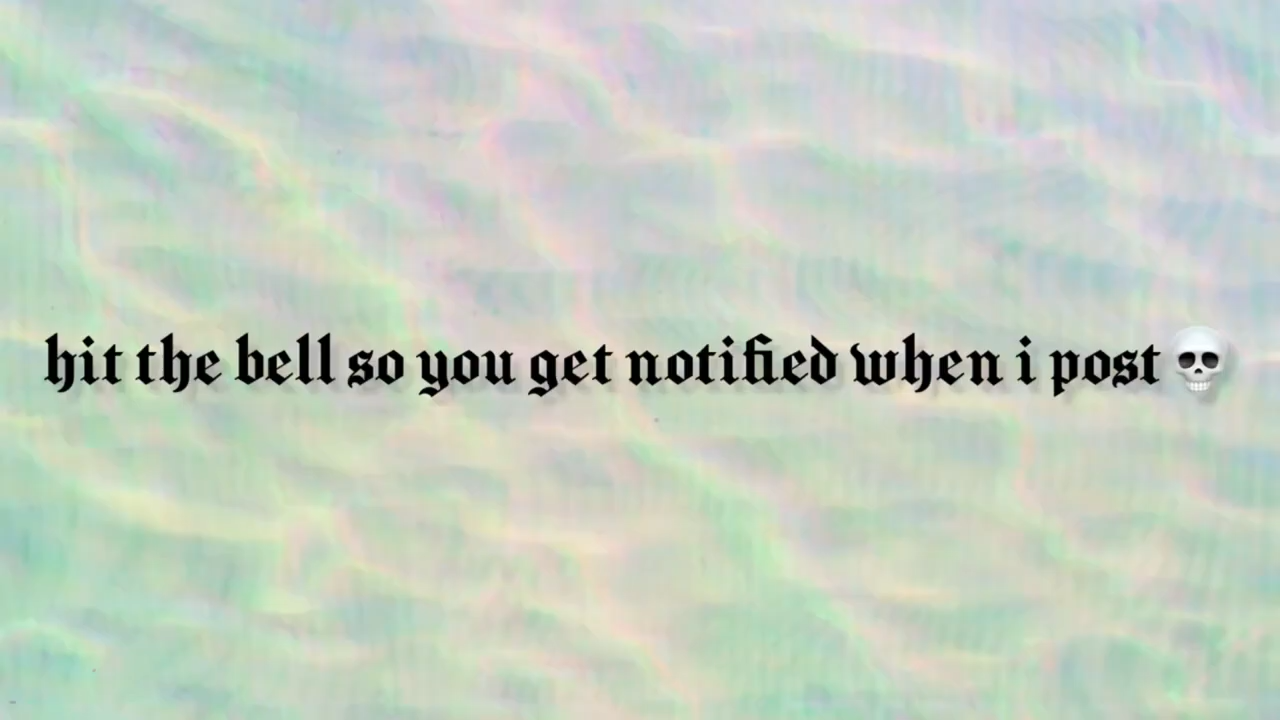 hit the bell so you get notified when i post💀